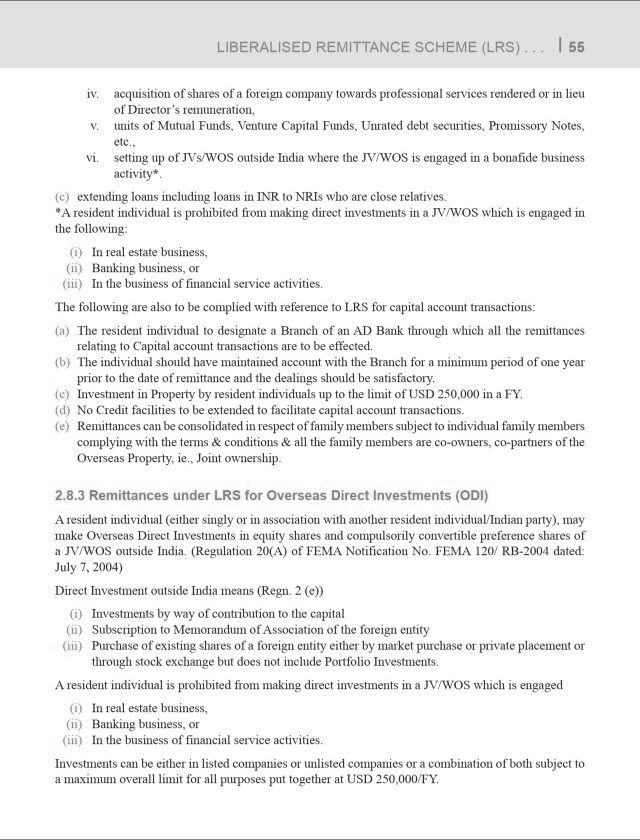 LIBERALISED REMITTANCE SCHEME (LRS) . . . | 55
iv. acquisition of shares of a foreign company towards professional services rendered or in lieu
of Director's remuneration,
v. units of Mutual Funds, Venture Capital Funds, Unrated debt securities, Promissory Notes,
etc.,
vi. setting up of JVs/WOS outside India where the JV/WOS is engaged in a bonafide business
activity*.
(c) extending loans including loans in INR to NRIs who are close relatives.
*A resident individual is prohibited from making direct investments in a JV/WOS which is engaged in
the following:
(i) In real estate business,
(ii) Banking business, or
(iii) In the business of financial service activities.
The following are also to be complied with reference to LRS for capital account transactions:
(a) The resident individual to designate a Branch of an AD Bank through which all the remittances
relating to Capital account transactions are to be effected.
(b) The individual should have maintained account with the Branch for a minimum period of one year
prior to the date of remittance and the dealings should be satisfactory.
(c) Investment in Property by resident individuals up to the limit of USD 250,000 in a FY.
(d) No Credit facilities to be extended to facilitate capital account transactions.
(e) Remittances can be consolidated in respect of family members subject to individual family members
complying with the terms & conditions & all the family members are co-owners, co-partners of the
Overseas Property, ie., Joint ownership.
2.8.3 Remittances under LRS for Overseas Direct Investments (ODI)
A resident individual (either singly or in association with another resident individual/Indian party), may
make Overseas Direct Investments in equity shares and compulsorily convertible preference shares of
a JV/WOS outside India. (Regulation 20(A) of FEMA Notification No. FEMA 120/ RB-2004 dated:
July 7, 2004)
Direct Investment outside India means (Regn. 2 (e))
(i) Investments by way of contribution to the capital
(ii) Subscription to Memorandum of Association of the foreign entity
(iii) Purchase of existing shares of a foreign entity either by market purchase or private placement or
through stock exchange but does not include Portfolio Investments.
A resident individual is prohibited from making direct investments in a JV/WOS which is engaged
(i) In real estate business,
(ii) Banking business, or
(iii) In the business of financial service activities.
Investments can be either in listed companies or unlisted companies or a combination of both subject to
a maximum overall limit for all purposes put together at USD 250,000/FY.